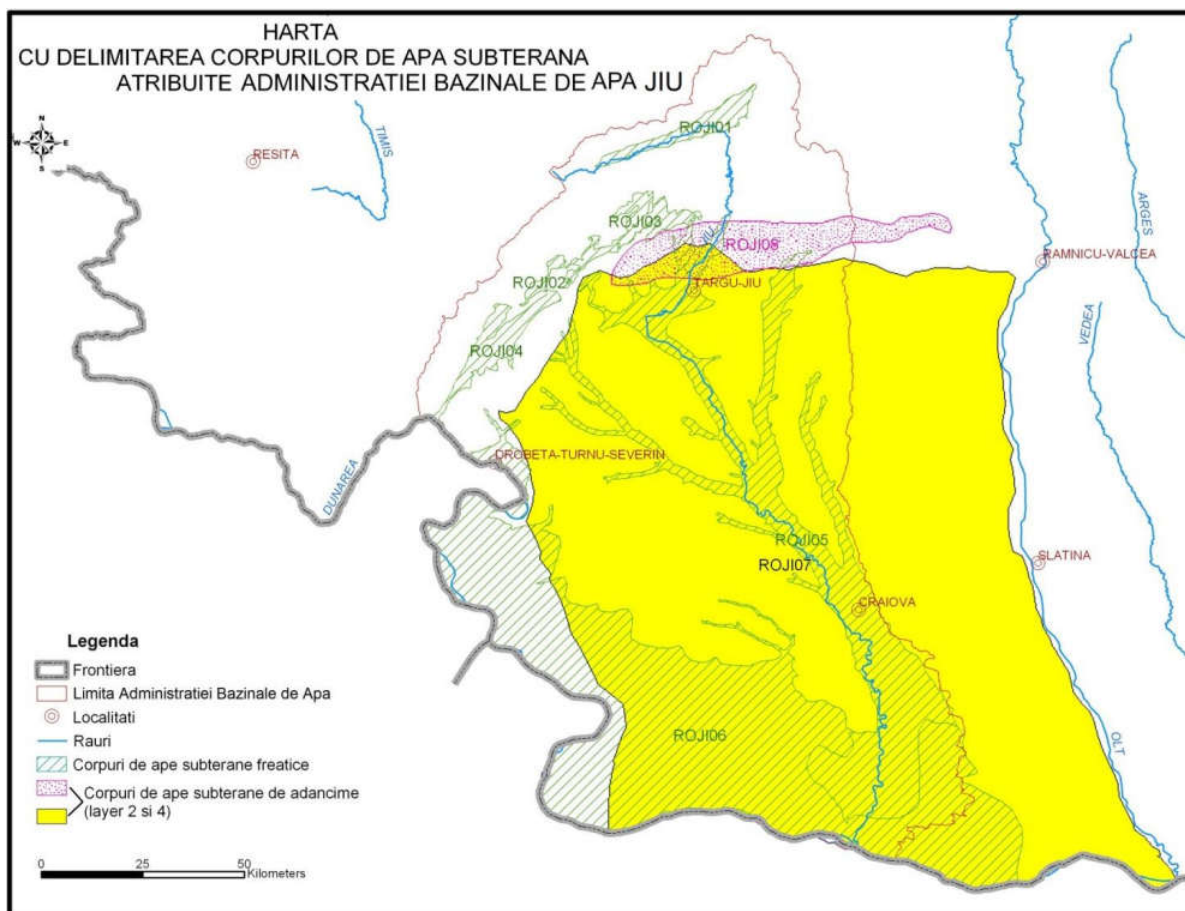 HARTA
CU DELIMITAREA CORPURILOR DE APA SUBTERANA
ATRIBUITE ADMINISTRATIEI BAZINALE DE APA JIU
N
W E
S
TIMIS
RESITA
ROJI01
ARGES
ROJI03
JIU
ROJI08
RAMNICU-VALCEA
ROJI02
TARGU-JIU
VEDEA
ROJI04
DROBETA-TURNU-SEVERIN
DUNAREA
ROJI05
ROJI07
SLATINA
CRAIOVA
ROJI06
OLT
Legenda
Frontiera
Limita Administratiei Bazinale de Apa
Localitati
Rauri
Corpuri de ape subterane freatice
Corpuri de ape subterane de adancime
(layer 2 si 4)
0 25 50
Kilometers